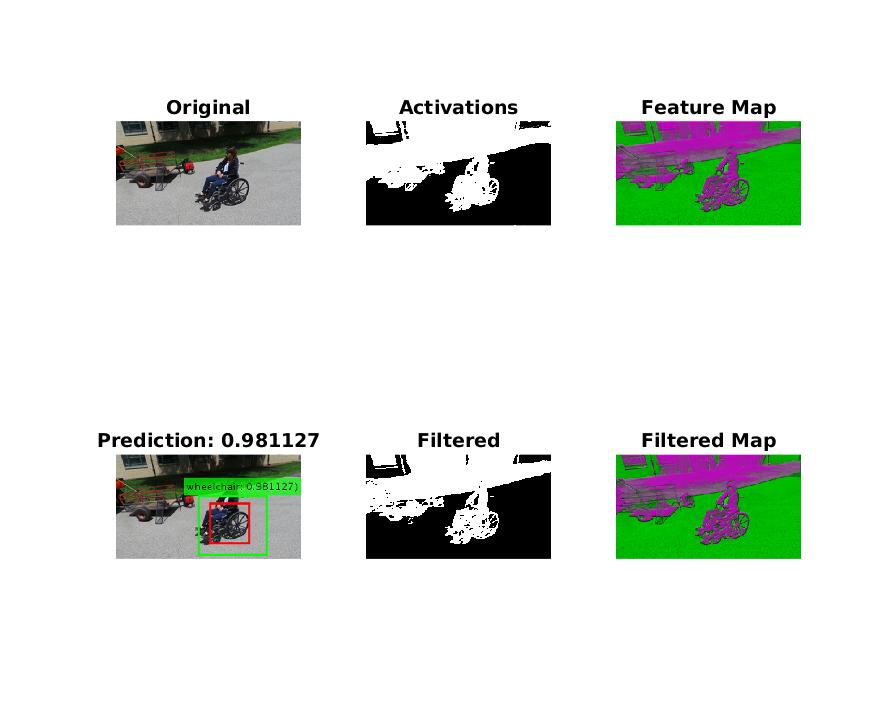 Original
Activations
Feature Map
Prediction: 0.981127
Filtered
Filtered Map
wheelchair: 0.981127)